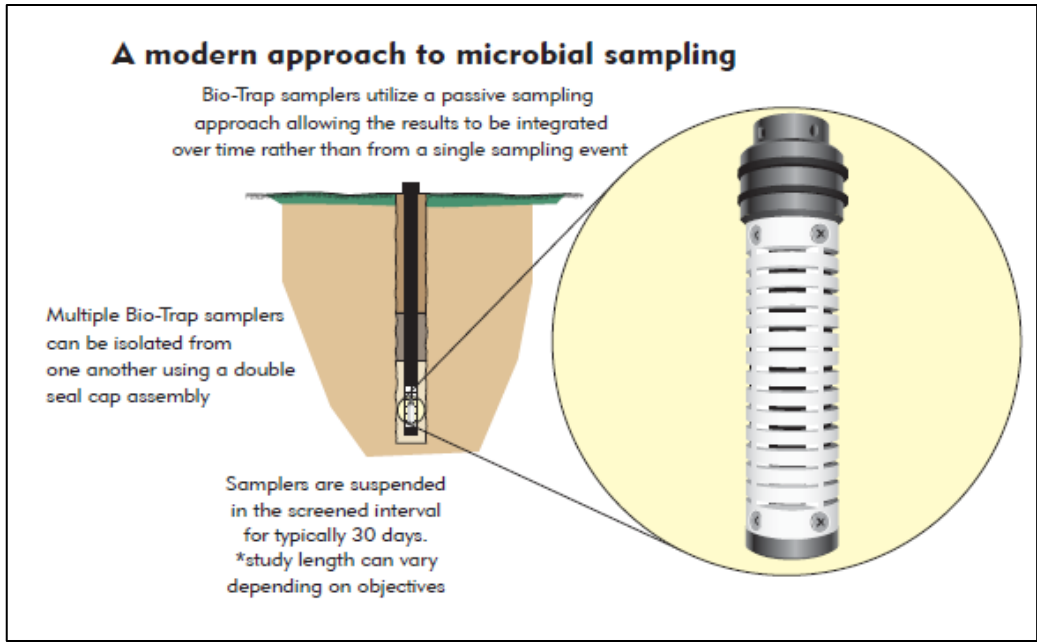 A modern approach to microbial sampling
Bio-Trap samplers utilize a passive sampling
approach allowing the results to be integrated
over time rather than from a single sampling event
Multiple Bio-Trap samplers
can be isolated from
one another using a double
seal cap assembly
Samplers are suspended
in the screened interval
for typically 30 days.
*study length can vary
depending on objectives